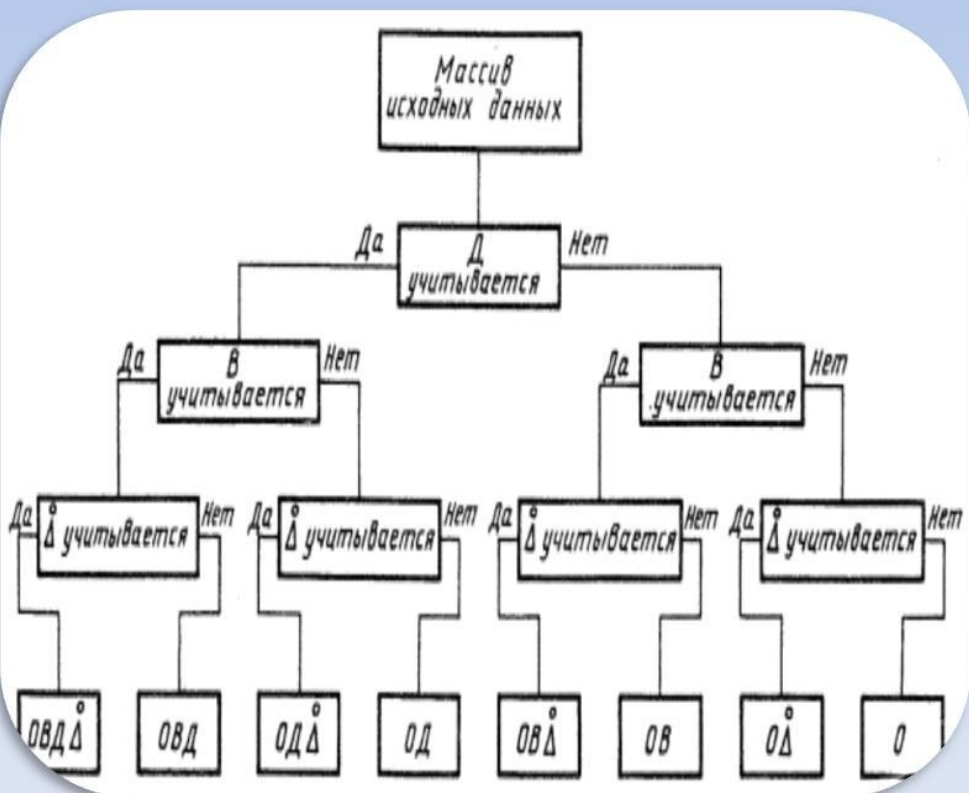 Массив
исходных данных
Да
Д
учитывается
Нет
Да
В
учитывается
Нет
Да
В
учитывается
Нет
Да
Δ̊ учитывается
Нет
Да
Δ̊ учитывается
Нет
Да
Δ̊ учитывается
Нет
Да
Δ̊ учитывается
Нет
ОВДΔ̊
ОВД
ОДΔ̊
ОД
ОВΔ̊
ОВ
ОΔ̊
О